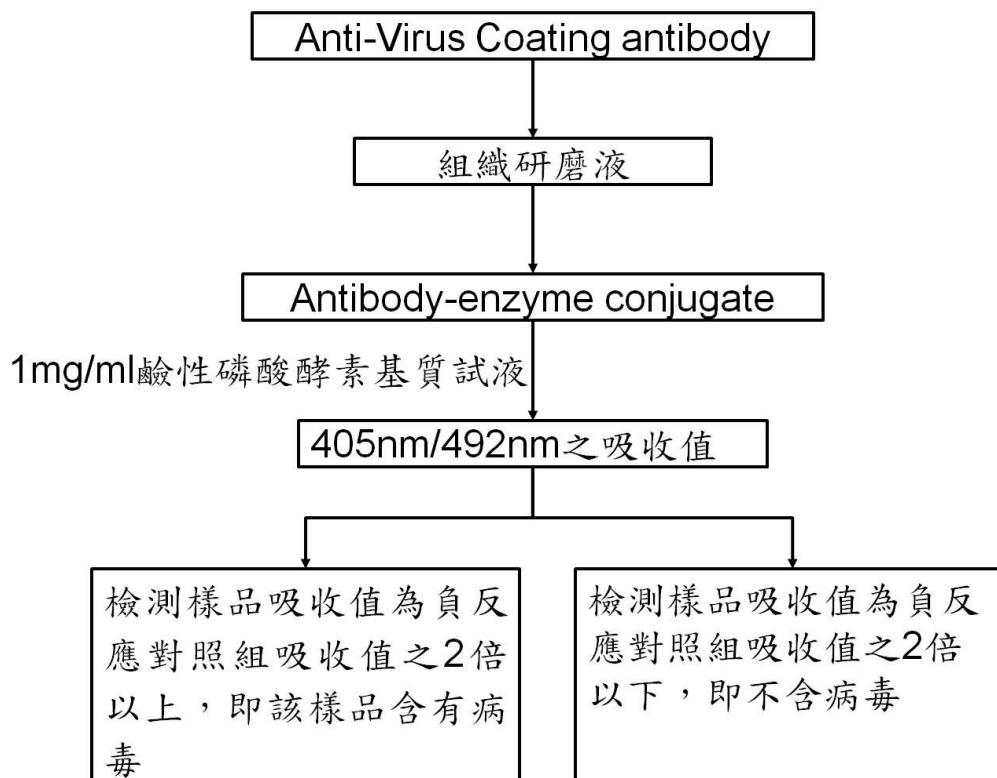 Anti-Virus Coating antibody
組織研磨液
Antibody-enzyme conjugate
1mg/ml鹼性磷酸酵素基質試液
405nm/492nm之吸收值
檢測樣品吸收值為負反
應對照組吸收值之2倍
以上，即該樣品含有病
毒
檢測樣品吸收值為負反
應對照組吸收值之2倍
以下，即不含病毒